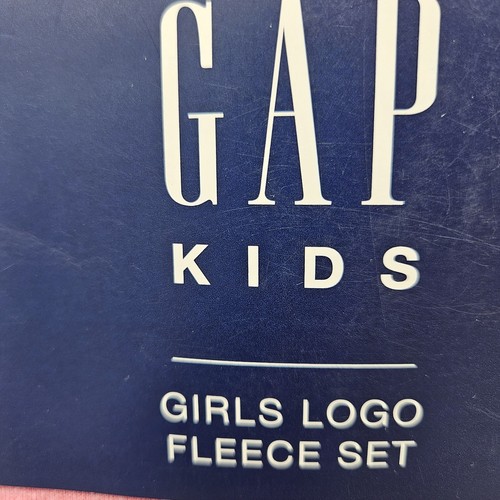 GAP
KIDS
GIRLS LOGO
FLEECE SET